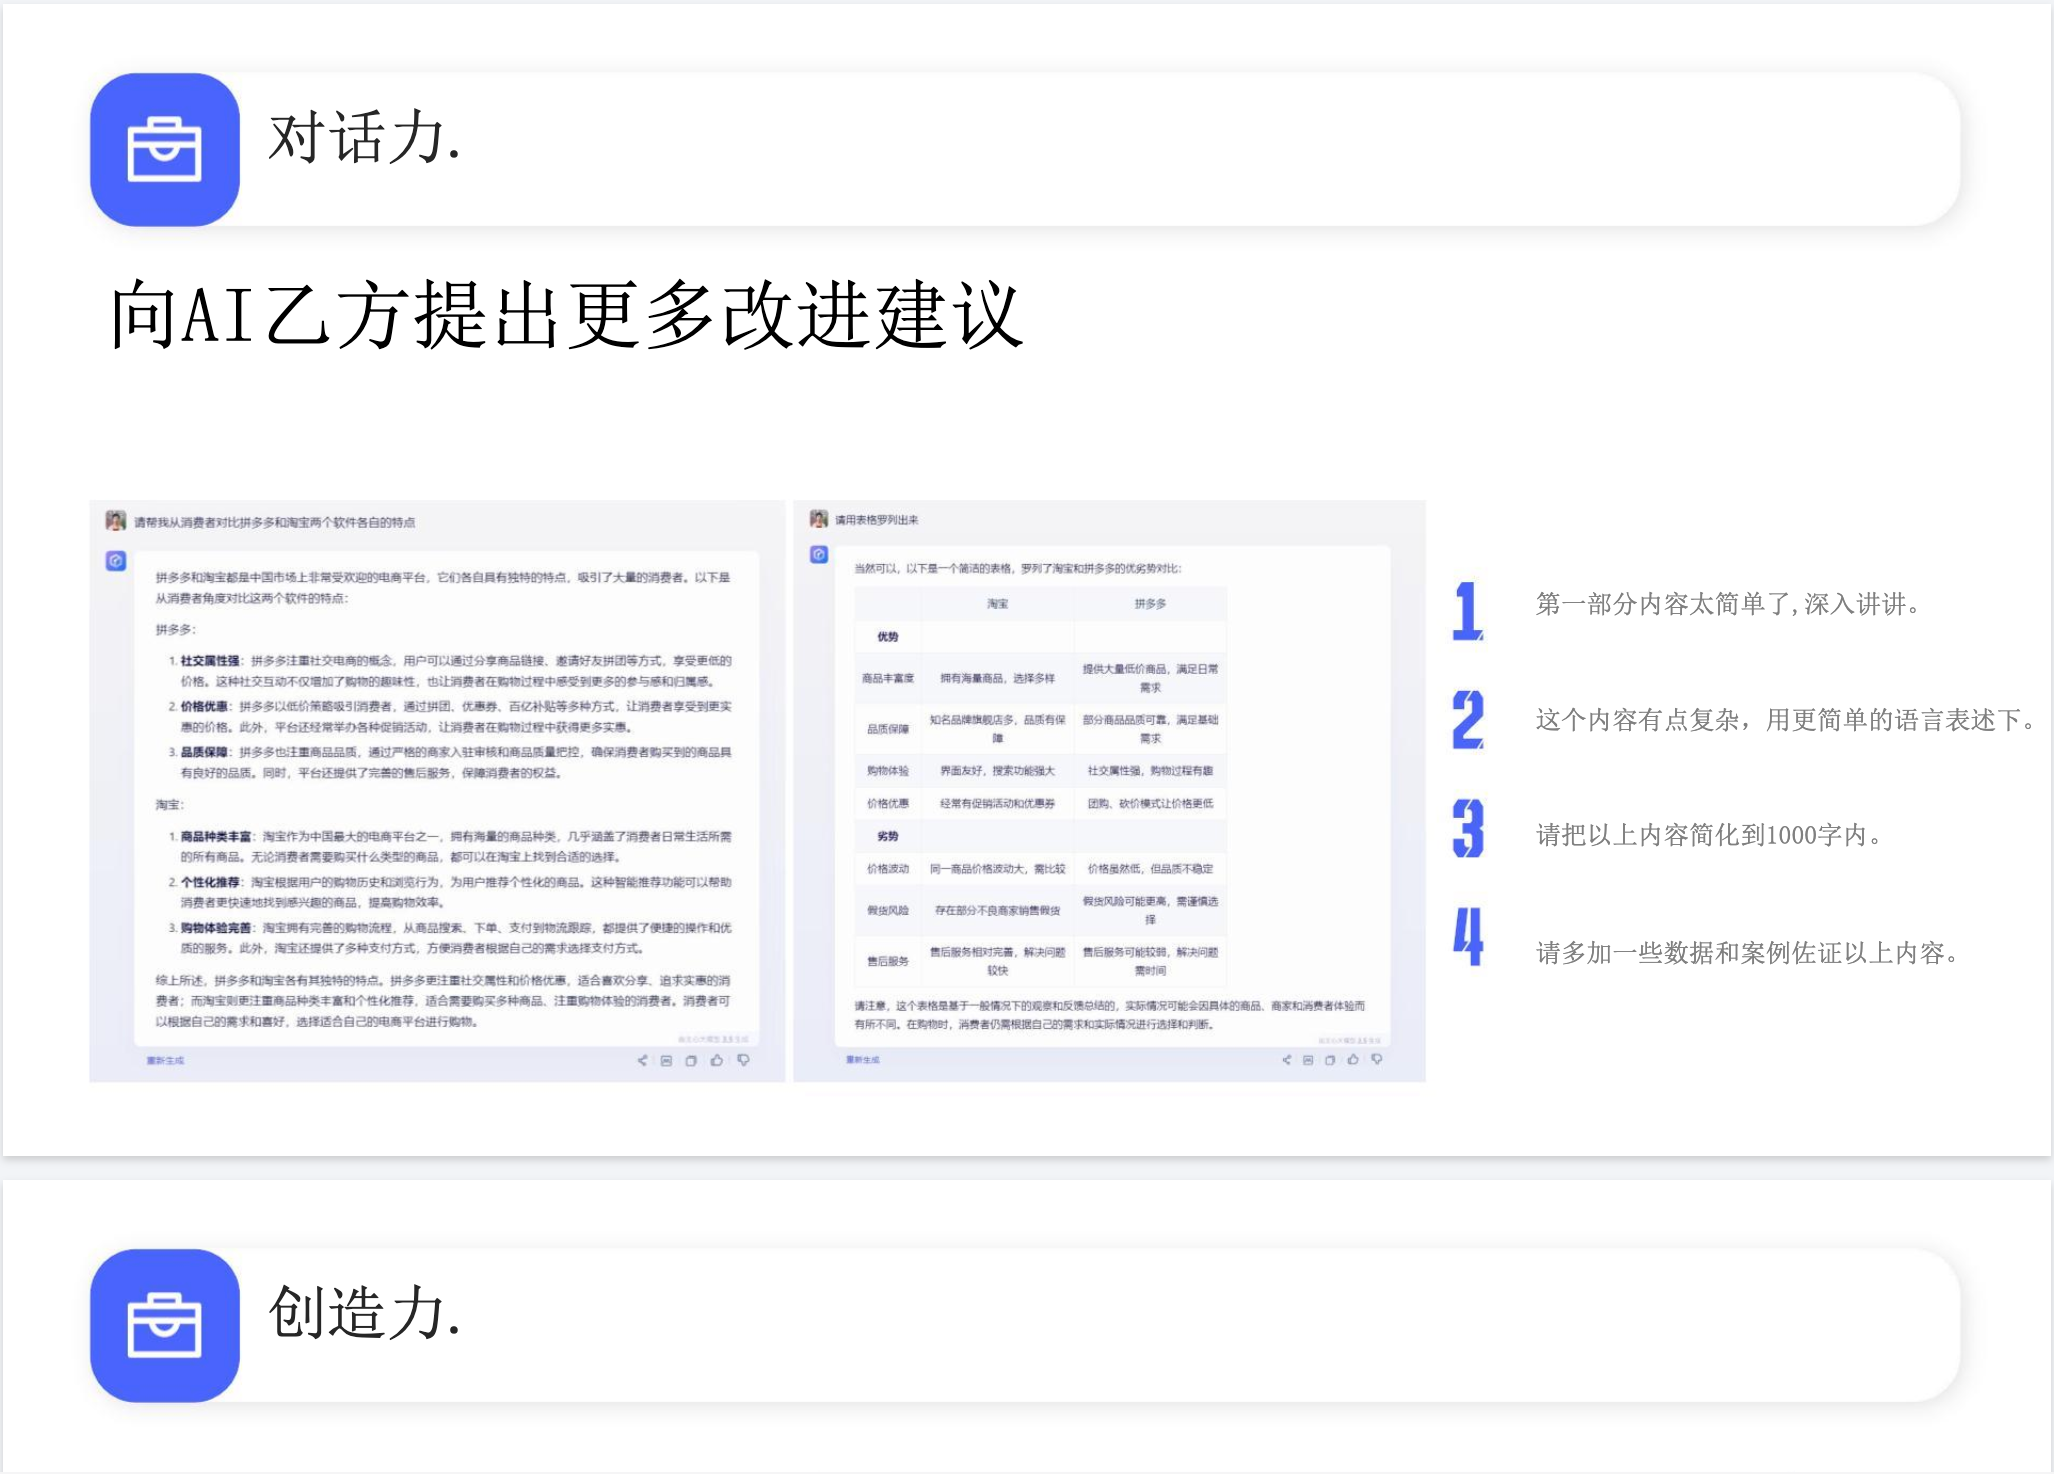 对话力.
向AI乙方提出更多改进建议
请帮我从消费者对比拼多多和淘宝两个软件各自的特点
拼多多和淘宝都是中国市场上非常受欢迎的电商平台，它们各自具有独特的特点，吸引了大量的消费者。以下是
从消费者角度对比这两个软件的特点：
拼多多：
1. 社交属性强：拼多多注重社交电商的概念，用户可以通过分享商品链接、邀请好友拼团等方式，享受更低的
价格。这种社交互动不仅增加了购物的趣味性，也让消费者在购物过程中感受到更多的参与感和归属感。
2. 价格优惠：拼多多以低价策略吸引消费者，通过拼团、优惠券、百亿补贴等多种方式，让消费者享受到更实
惠的价格。此外，平台还经常举办各种促销活动，让消费者在购物过程中获得更多实惠。
3. 品质保障：拼多多也注重商品品质，通过严格的商家入驻审核和商品质量把控，确保消费者购买到的商品具
有良好的品质。同时，平台还提供了完善的售后服务，保障消费者的权益。
淘宝：
1. 商品种类丰富：淘宝作为中国最大的电商平台之一，拥有海量的商品种类，几乎涵盖了消费者日常生活所需
的所有商品。无论消费者需要购买什么类型的商品，都可以在淘宝上找到合适的选择。
2. 个性化推荐：淘宝根据用户的购物历史和浏览行为，为用户推荐个性化的商品。这种智能推荐功能可以帮助
消费者更快速地找到感兴趣的商品，提高购物效率。
3. 购物体验完善：淘宝拥有完善的购物流程，从商品搜索、下单、支付到物流跟踪，都提供了便捷的操作和优
质的服务。此外，淘宝还提供了多种支付方式，方便消费者根据自己的需求选择支付方式。
综上所述，拼多多和淘宝各有其独特的特点。拼多多更注重社交属性和价格优惠，适合喜欢分享、追求实惠的消
费者；而淘宝则更注重商品种类丰富和个性化推荐，适合需要购买多种商品、注重购物体验的消费者。消费者可
以根据自己的需求和喜好，选择适合自己的电商平台进行购物。
重新生成
请用表格罗列出来
当然可以，以下是一个简洁的表格，罗列了淘宝和拼多多的优劣势对比：
淘宝 拼多多
优势
商品丰富度 拥有海量商品，选择多样 提供大量低价商品，满足日常
需求
品质保障 知名品牌旗舰店多，品质有保 部分商品品质可靠，满足基础
障 需求
购物体验 界面友好，搜索功能强大 社交属性强，购物过程有趣
价格优惠 经常有促销活动和优惠券 团购、砍价模式让价格更低
劣势
价格波动 同一商品价格波动大，需比较 价格虽然低，但品质不稳定
假货风险 存在部分不良商家销售假货 假货风险可能更高，需谨慎选
择
售后服务 售后服务相对完善，解决问题 售后服务可能较弱，解决问题
较快 需时间
请注意，这个表格是基于一般情况下的观察和反馈总结的，实际情况可能会因具体的商品、商家和消费者体验而
有所不同。在购物时，消费者仍需根据自己的需求和实际情况进行选择和判断。
重新生成
1 第一部分内容太简单了,深入讲讲。
2 这个内容有点复杂，用更简单的语言表述下。
3 请把以上内容简化到1000字内。
4 请多加一些数据和案例佐证以上内容。
创造力.